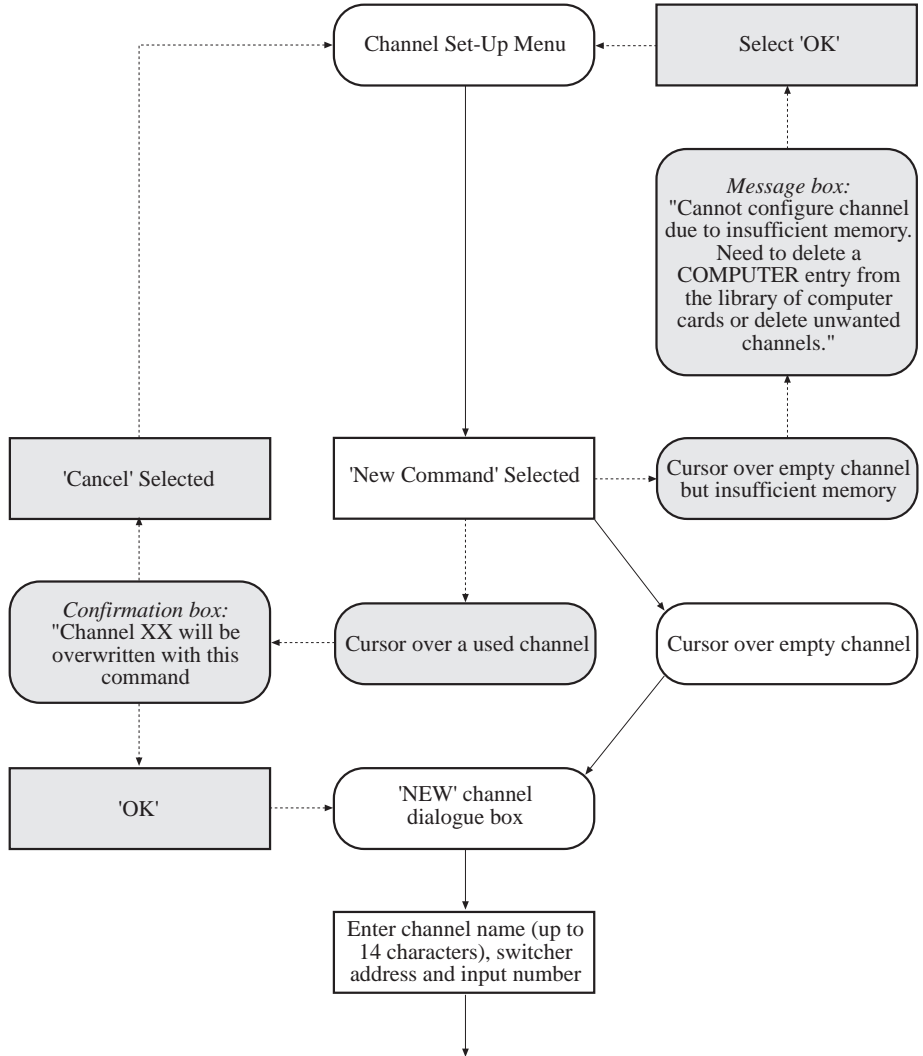 Channel Set-Up Menu
Select 'OK'
Message box:
"Cannot configure channel
due to insufficient memory.
Need to delete a
COMPUTER entry from
the library of computer
cards or delete unwanted
channels."
'Cancel' Selected
'New Command' Selected
Cursor over empty channel
but insufficient memory
Confirmation box:
"Channel XX will be
overwritten with this
command
Cursor over a used channel
Cursor over empty channel
'OK'
'NEW' channel
dialogue box
Enter channel name (up to
14 characters), switcher
address and input number